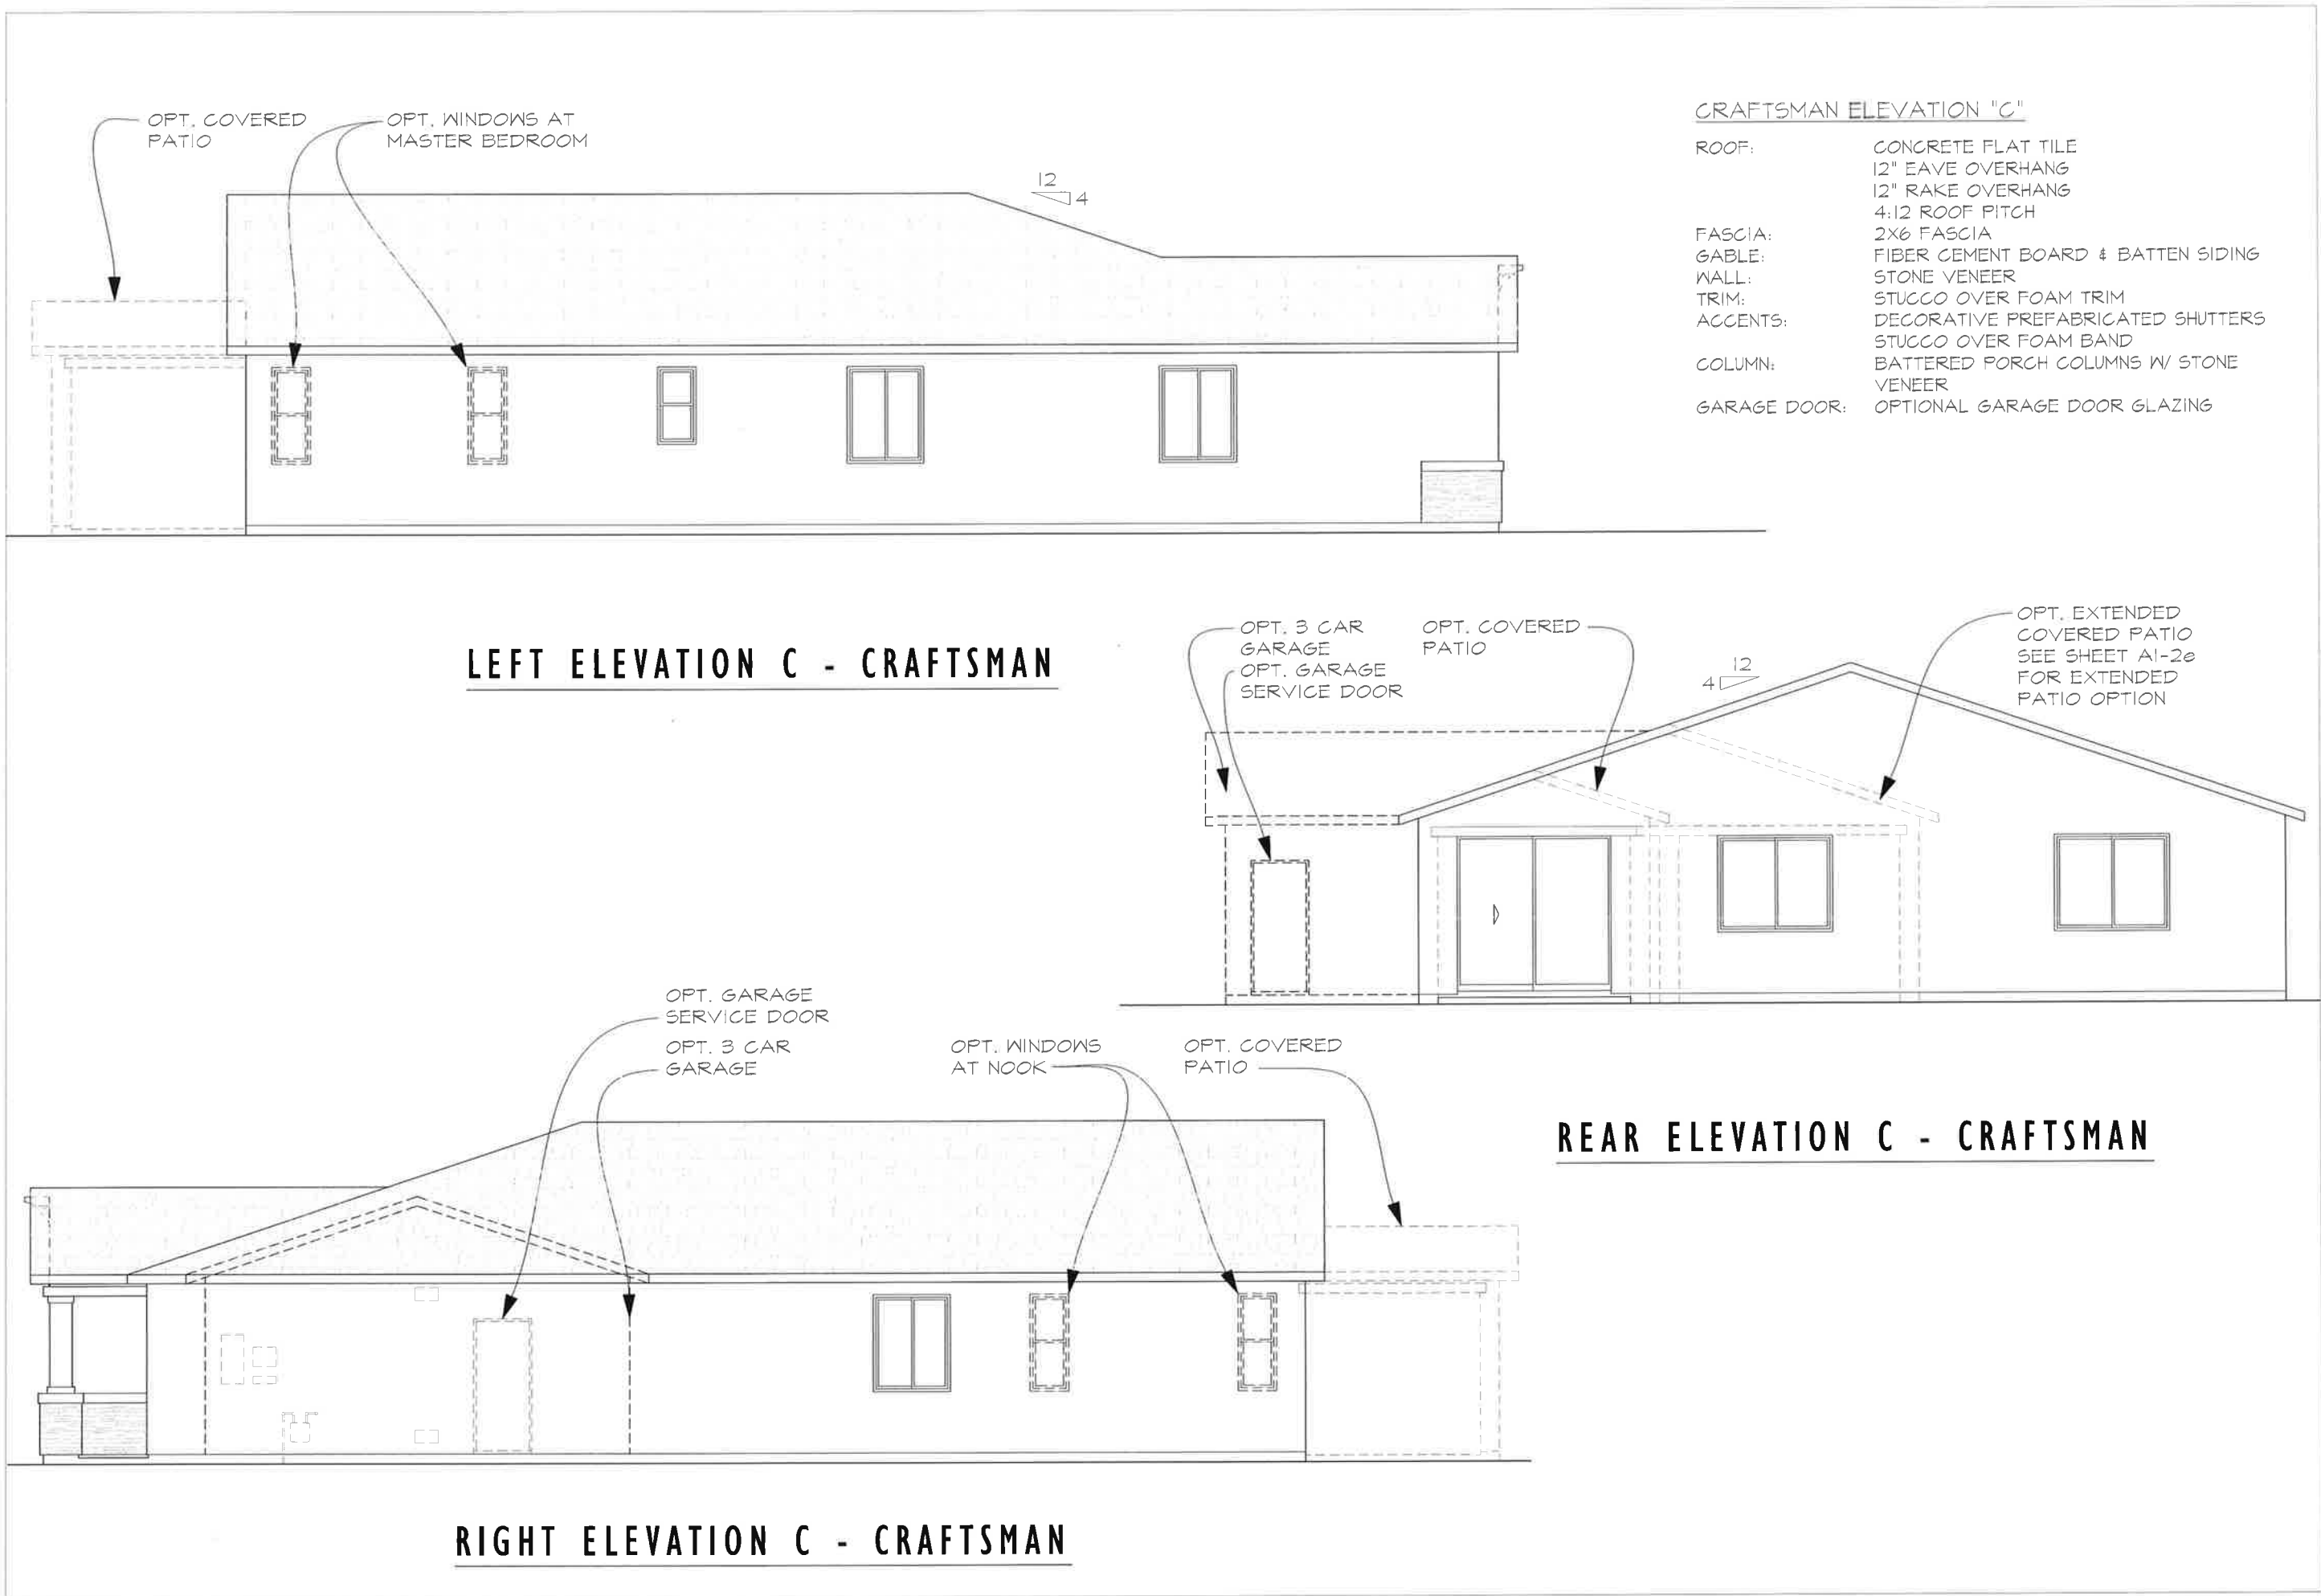 OPT. COVERED
PATIO
OPT. WINDOWS AT
MASTER BEDROOM
12
4
CRAFTSMAN ELEVATION "C"
ROOF: CONCRETE FLAT TILE
12" EAVE OVERHANG
12" RAKE OVERHANG
4:12 ROOF PITCH
FASCIA: 2X6 FASCIA
GABLE: FIBER CEMENT BOARD & BATTEN SIDING
WALL: STONE VENEER
TRIM: STUCCO OVER FOAM TRIM
ACCENTS: DECORATIVE PREFABRICATED SHUTTERS
STUCCO OVER FOAM BAND
COLUMN: BATTERED PORCH COLUMNS W/ STONE
VENEER
GARAGE DOOR: OPTIONAL GARAGE DOOR GLAZING
LEFT ELEVATION C - CRAFTSMAN
OPT. 3 CAR
GARAGE
OPT. GARAGE
SERVICE DOOR
OPT. COVERED
PATIO
12
4
OPT. EXTENDED
COVERED PATIO
SEE SHEET A1-2e
FOR EXTENDED
PATIO OPTION
REAR ELEVATION C - CRAFTSMAN
OPT. GARAGE
SERVICE DOOR
OPT. 3 CAR
GARAGE
OPT. WINDOWS
AT NOOK
OPT. COVERED
PATIO
RIGHT ELEVATION C - CRAFTSMAN